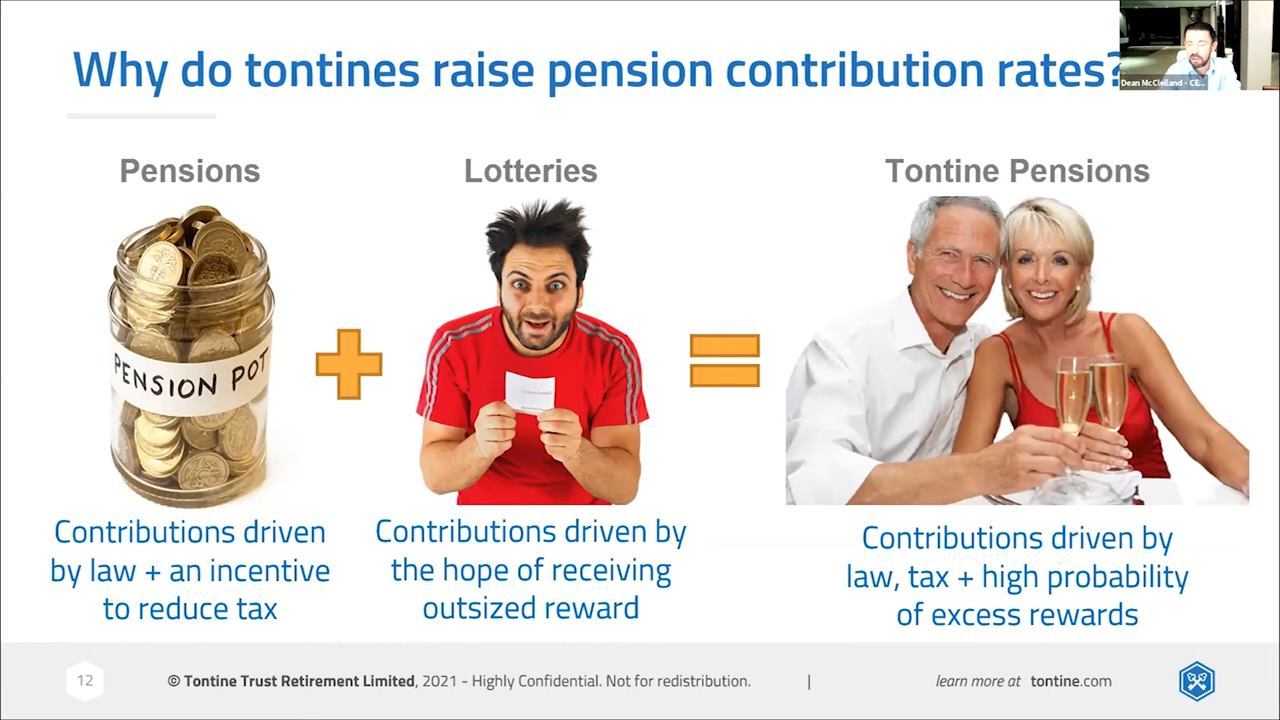 Why do tontines raise pension contribution rates?
Dean McClelland - CE...
Pensions
Lotteries
Tontine Pensions
PENSION POT
Contributions driven
by law + an incentive
to reduce tax
Contributions driven by
the hope of receiving
outsized reward
Contributions driven by
law, tax + high probability
of excess rewards
12
© Tontine Trust Retirement Limited, 2021 - Highly Confidential. Not for redistribution.
|
learn more at tontine.com